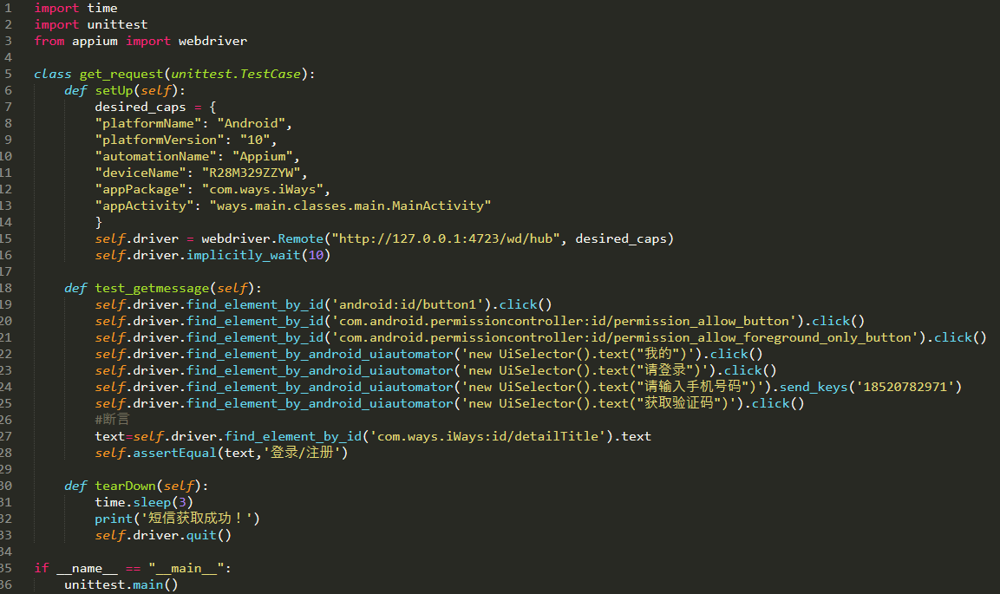 1 import time
2 import unittest
3 from appium import webdriver
4
5 class get_request(unittest.TestCase):
6     def setUp(self):
7         desired_caps = {
8         "platformName": "Android",
9         "platformVersion": "10",
10         "automationName": "Appium",
11         "deviceName": "R28M329ZZYW",
12         "appPackage": "com.ways.iWays",
13         "appActivity": "ways.main.classes.main.MainActivity"
14         }
15         self.driver = webdriver.Remote("http://127.0.0.1:4723/wd/hub", desired_caps)
16         self.driver.implicitly_wait(10)
17
18     def test_getmessage(self):
19         self.driver.find_element_by_id('android:id/button1').click()
20         self.driver.find_element_by_id('com.android.permissioncontroller:id/permission_allow_button').click()
21         self.driver.find_element_by_id('com.android.permissioncontroller:id/permission_allow_foreground_only_button').click()
22         self.driver.find_element_by_android_uiautomator('new UiSelector().text("我的")').click()
23         self.driver.find_element_by_android_uiautomator('new UiSelector().text("请登录")').click()
24         self.driver.find_element_by_android_uiautomator('new UiSelector().text("请输入手机号码")').send_keys('18520782971')
25         self.driver.find_element_by_android_uiautomator('new UiSelector().text("获取验证码")').click()
26         #断言
27         text=self.driver.find_element_by_id('com.ways.iWays:id/detailTitle').text
28         self.assertEqual(text,'登录/注册')
29
30     def tearDown(self):
31         time.sleep(3)
32         print('短信获取成功！')
33         self.driver.quit()
34
35 if __name__ == "__main__":
36     unittest.main()